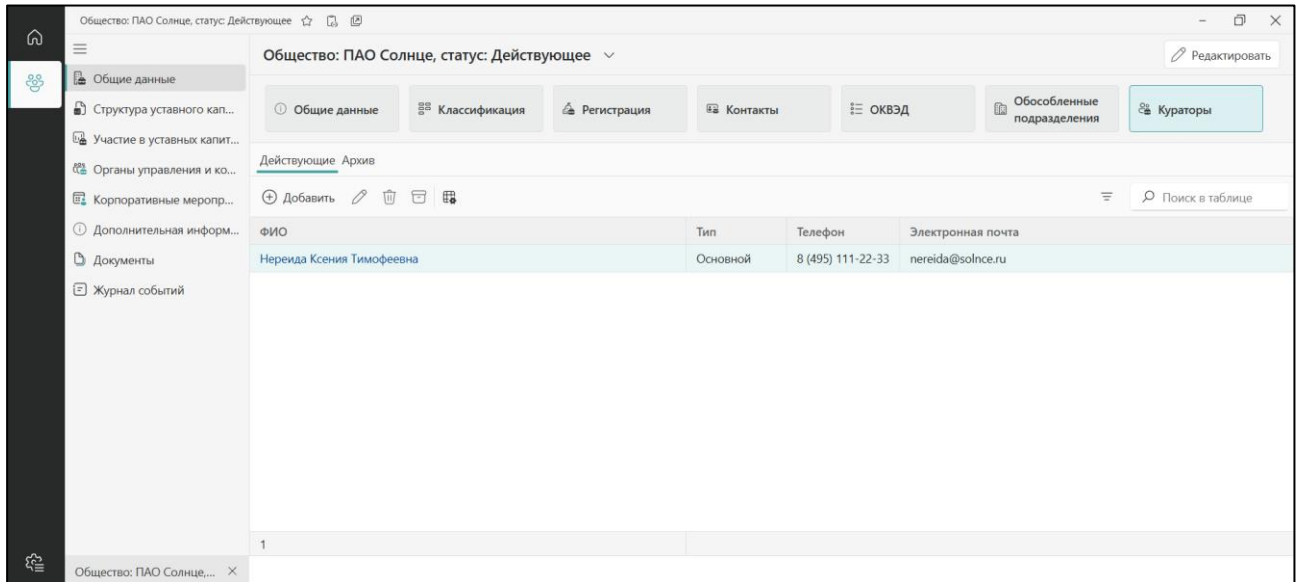 Общество: ПАО Солнце, статус: Действующее
Общие данные
Структура уставного кап...
Участие в уставных капит...
Органы управления и ко...
Корпоративные меропр...
Дополнительная информ...
Документы
Журнал событий
Общество: ПАО Солнце, статус: Действующее
Редактировать
Общие данные
Классификация
Регистрация
Контакты
ОКВЭД
Обособленные
подразделения
Кураторы
Действующие Архив
Добавить
Поиск в таблице
ФИО Тип Телефон Электронная почта
Нереида Ксения Тимофеевна Основной 8 (495) 111-22-33 nereida@solnce.ru
1
Общество: ПАО Солнце,...